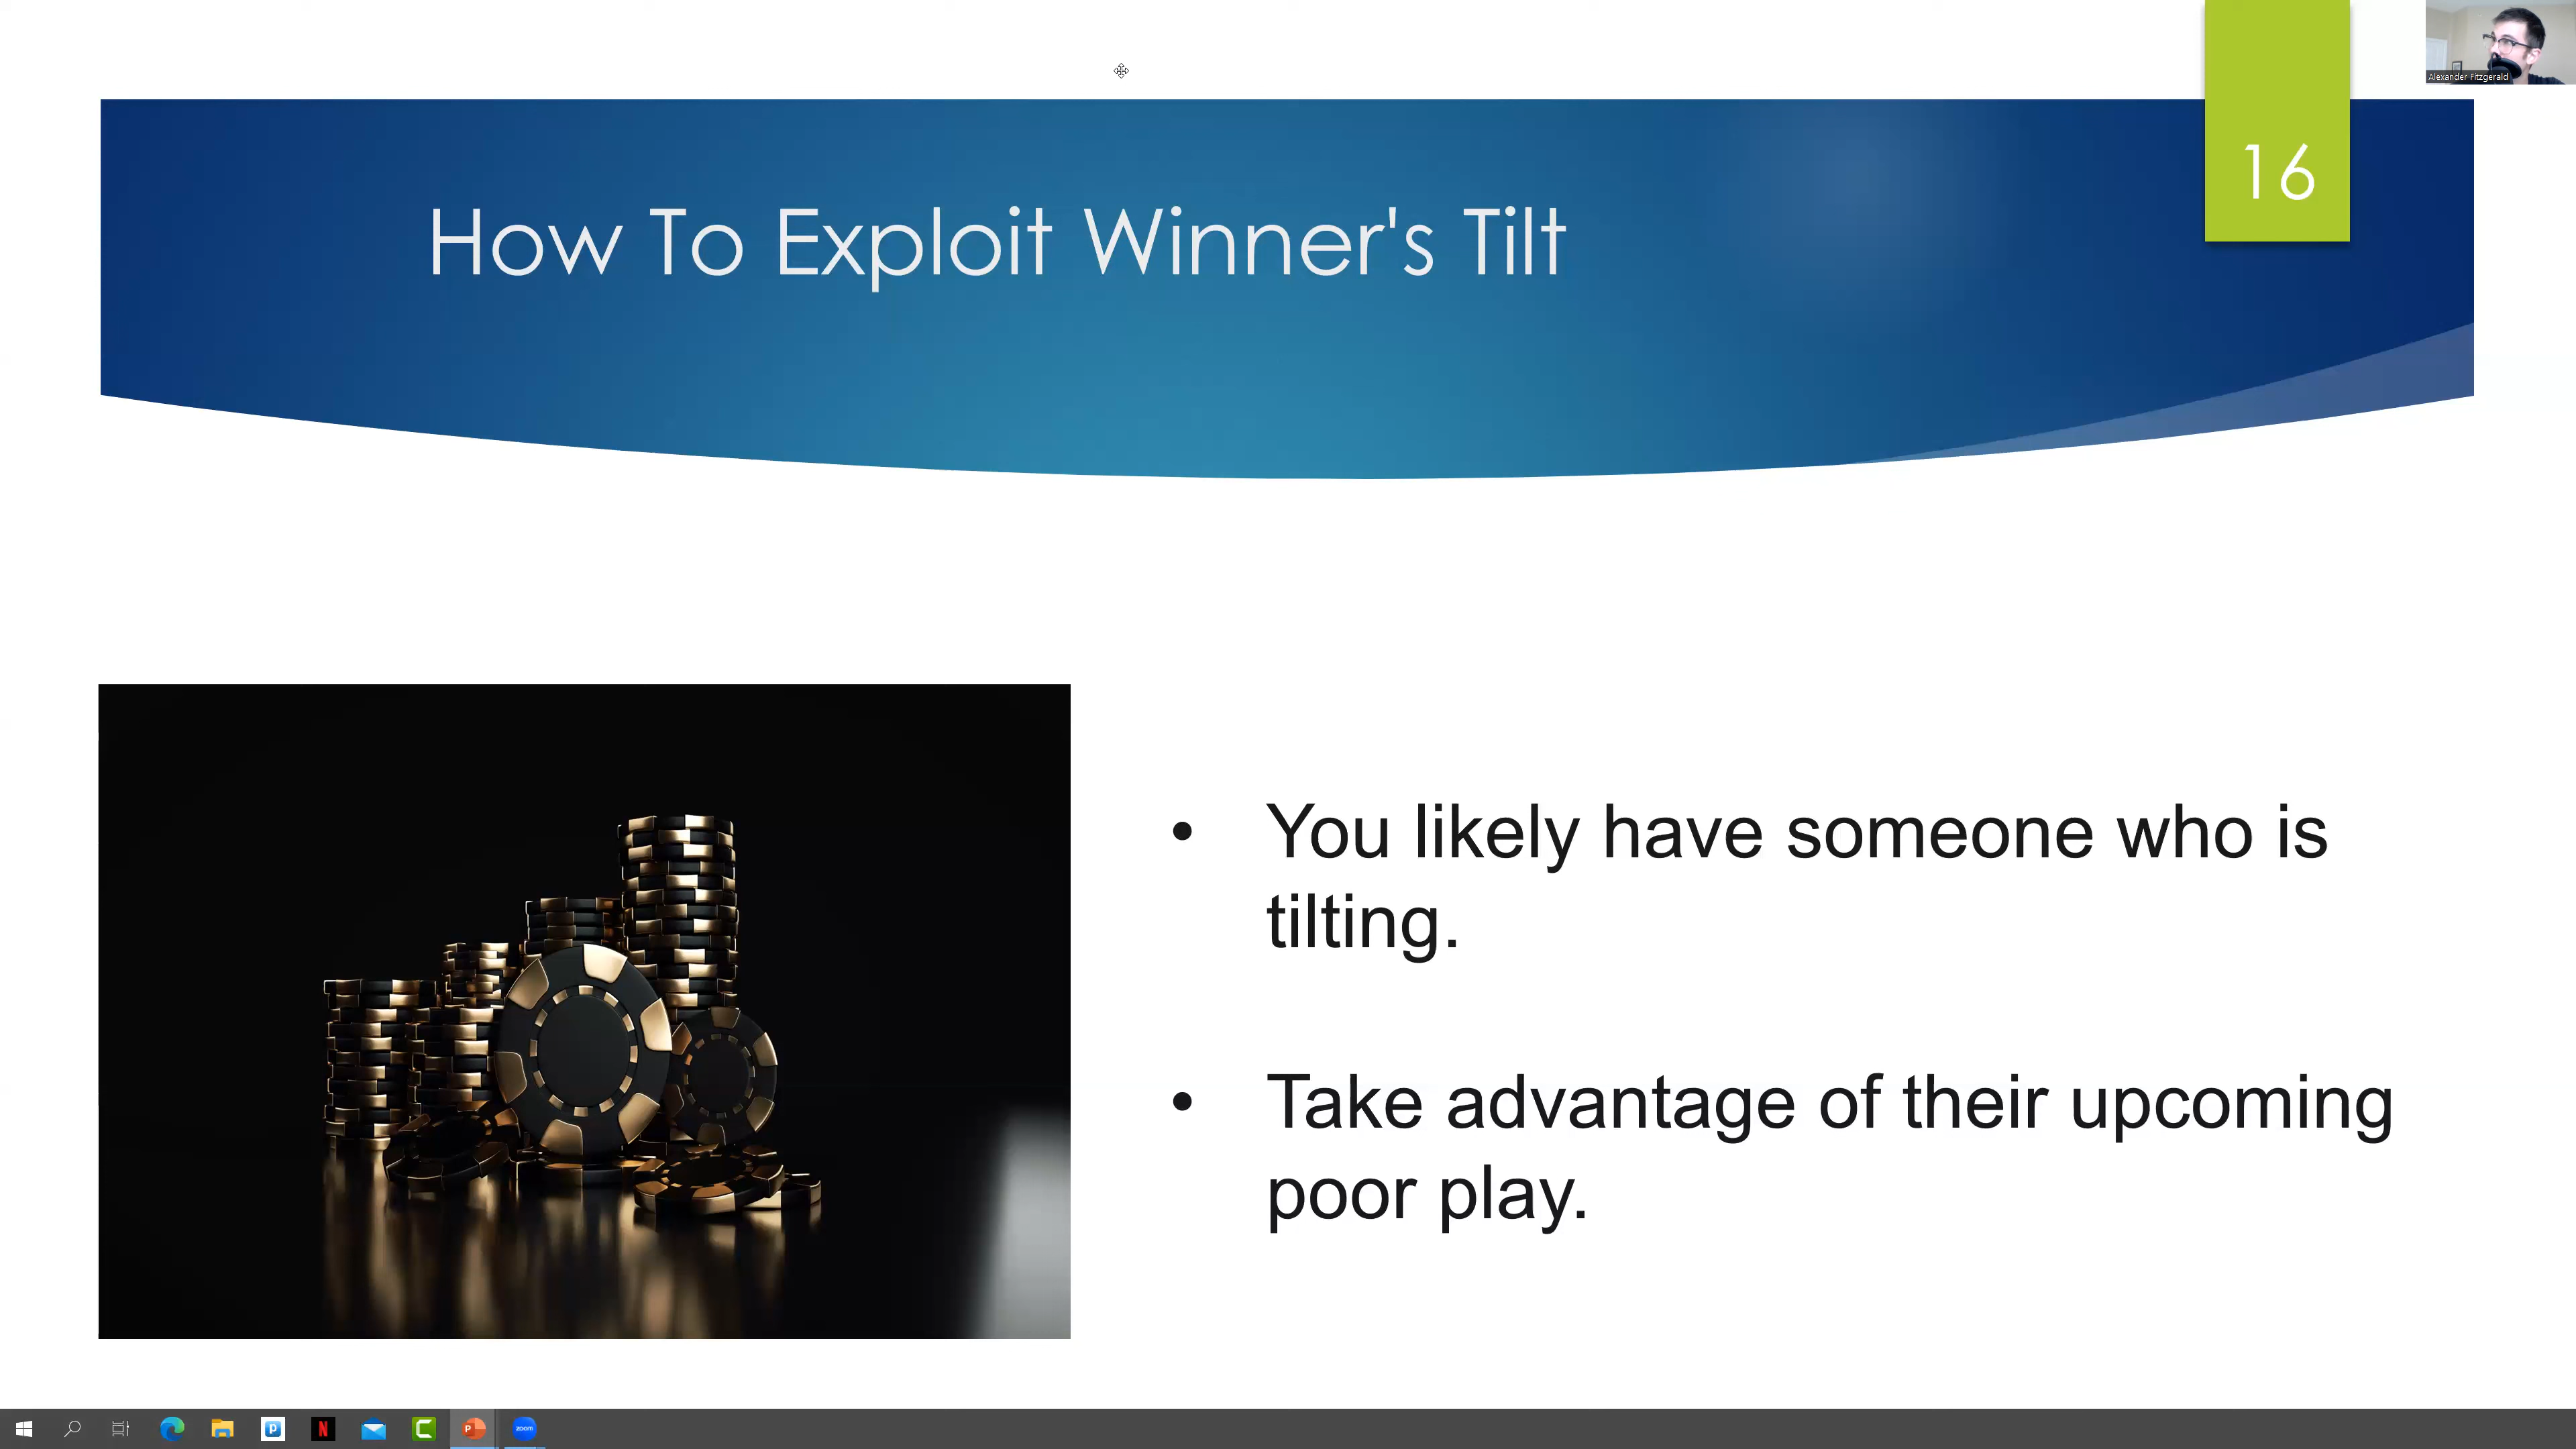 Alexander Fitzgerald
16
How To Exploit Winner's Tilt
• You likely have someone who is
tilting.
• Take advantage of their upcoming
poor play.
zoom